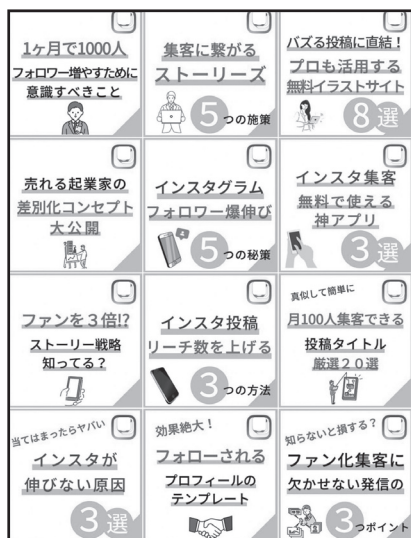 1ヶ月で1000人
フォロワー増やすために
意識すべきこと
集客に繋がる
ストーリーズ
5つの施策
バズる投稿に直結！
プロも活用する
無料イラストサイト
8選
売れる起業家の
差別化コンセプト
大公開
インスタグラム
フォロワー爆伸び
5つの秘策
インスタ集客
無料で使える
神アプリ
3選
ファンを３倍!?
ストーリー戦略
知ってる？
インスタ投稿
リーチ数を上げる
3つの方法
真似して簡単に
月100人集客できる
投稿タイトル
厳選２０選
当てはまったらヤバい
インスタが
伸びない原因
3選
効果絶大！
フォローされる
プロフィールの
テンプレート
知らないと損する？
ファン化集客に
欠かせない発信の
3つポイント